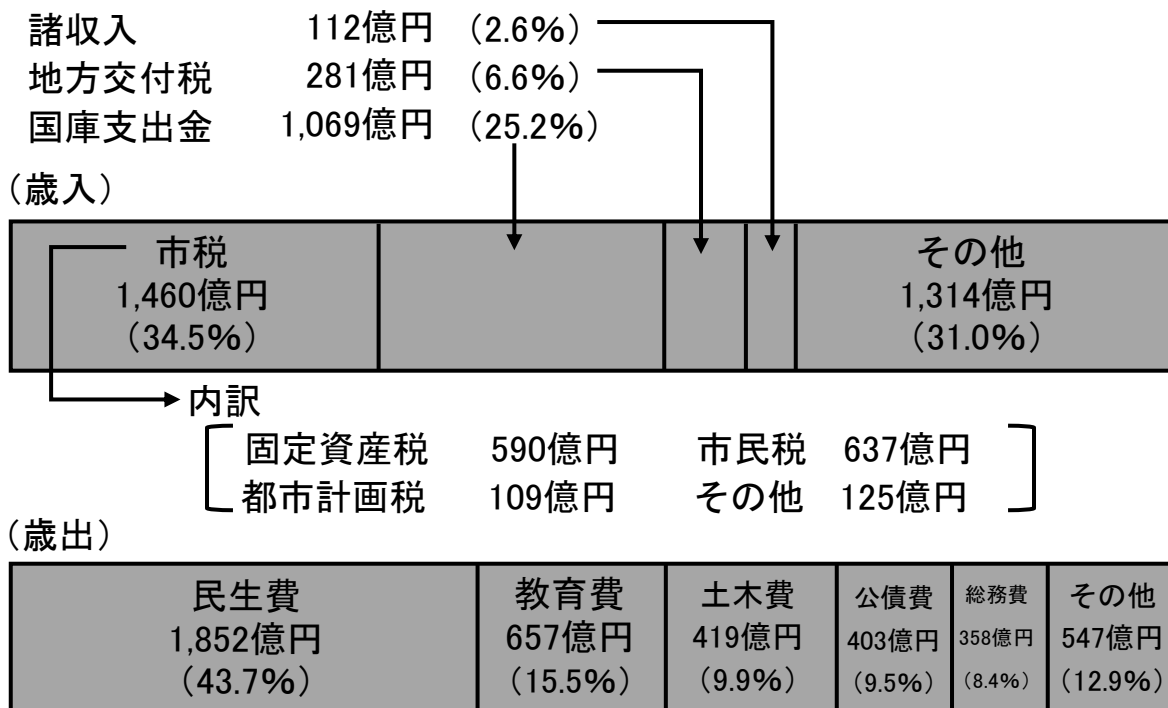 諸収入 112億円 （2.6%）
地方交付税 281億円 （6.6%）
国庫支出金 1,069億円 （25.2%）
（歳入）
市税
1,460億円
（34.5%）
その他
1,314億円
（31.0%）
内訳
固定資産税 590億円 市民税 637億円
都市計画税 109億円 その他 125億円
（歳出）
民生費
1,852億円
（43.7%）
教育費
657億円
（15.5%）
土木費
419億円
（9.9%）
公債費
403億円
（9.5%）
総務費
358億円
（8.4%）
その他
547億円
（12.9%）